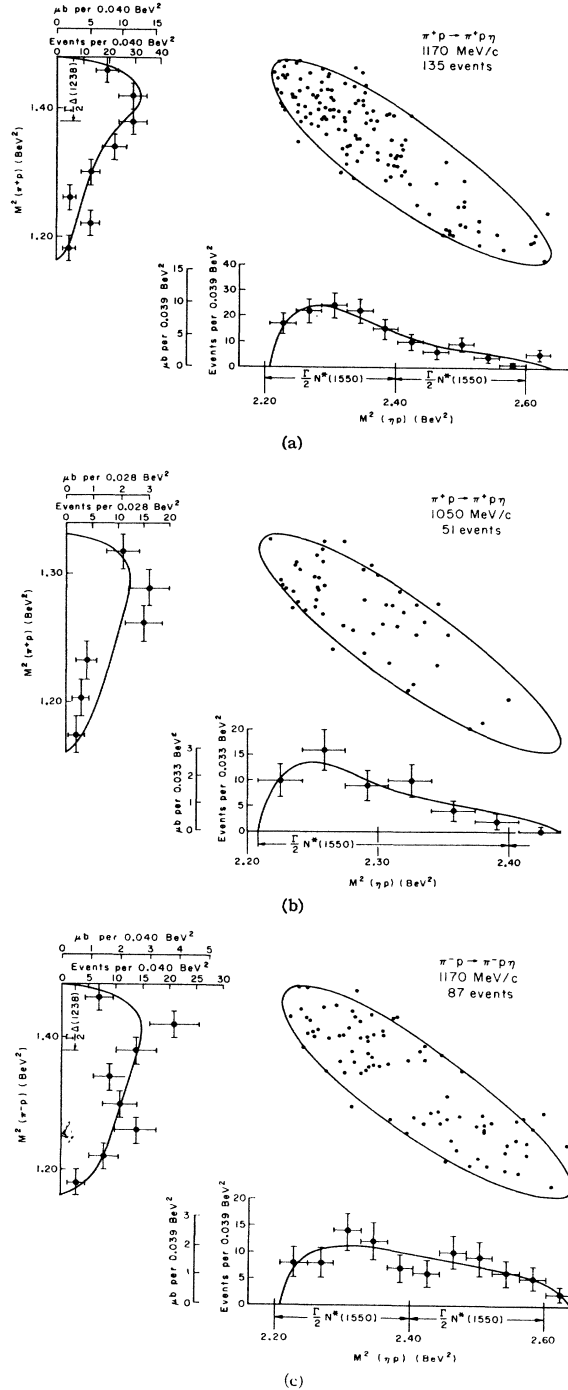 μb per 0.040 BeV²
0 5 10 15
Events per 0.040 BeV²
0 10 20 30 40
Γ/2 Δ(1238)
1.40
1.20
M² (π⁺p) (BeV²)
π⁺p → π⁺pη
1170 MeV/c
135 events
μb per 0.039 BeV²
15
10
5
0
Events per 0.039 BeV²
40
30
20
10
0
Γ/2 N*(1550) Γ/2 N*(1550)
2.20 2.40 2.60
M² (ηp) (BeV²)
(a)
μb per 0.028 BeV²
0 1 2 3
Events per 0.028 BeV²
0 5 10 15 20
1.30
1.20
M² (π⁺p) (BeV²)
π⁺p → π⁺pη
1050 MeV/c
51 events
μb per 0.033 BeV²
3
2
1
0
Events per 0.033 BeV²
20
15
10
5
0
Γ/2 N*(1550)
2.20 2.30 2.40
M² (ηp) (BeV²)
(b)
μb per 0.040 BeV²
0 1 2 3 4 5
Events per 0.040 BeV²
0 5 10 15 20 25 30
Γ/2 Δ(1238)
1.40
1.20
M² (π⁻p) (BeV²)
π⁻p → π⁻pη
1170 MeV/c
87 events
μb per 0.039 BeV²
3
2
1
0
Events per 0.039 BeV²
20
15
10
5
0
Γ/2 N*(1550) Γ/2 N*(1550)
2.20 2.40 2.60
M² (ηp) (BeV²)
(c)